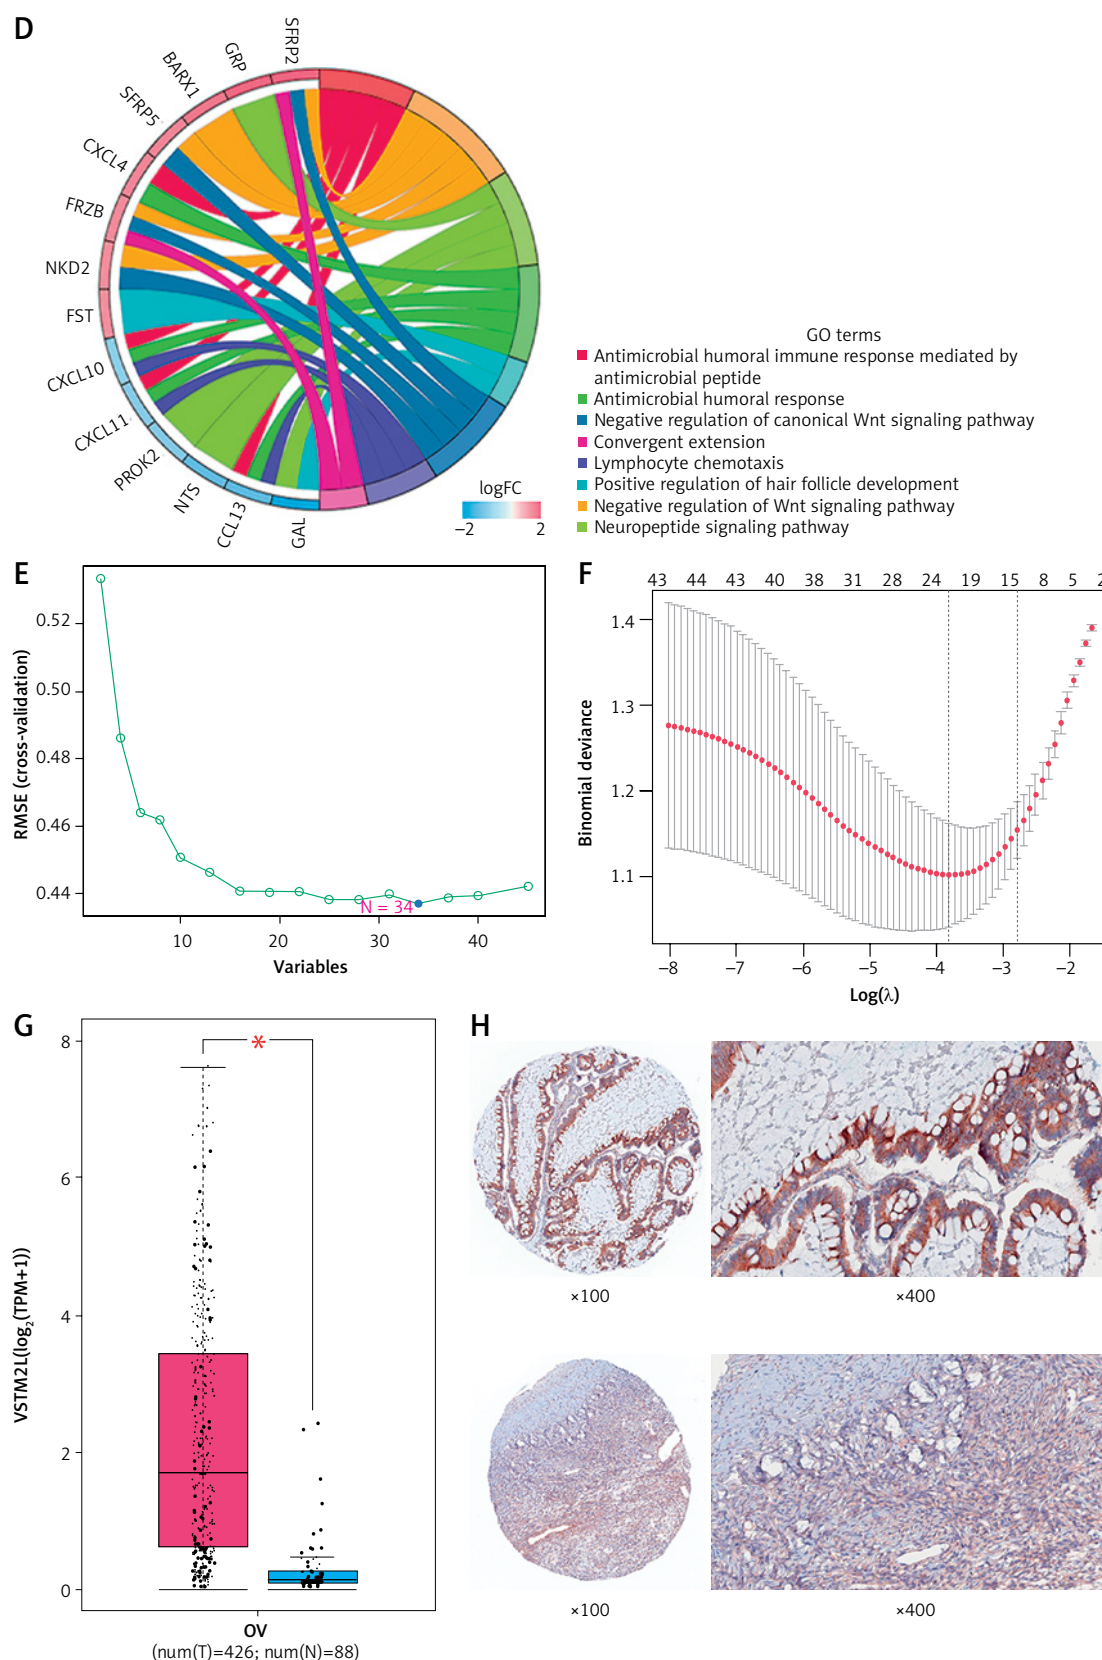 D
SFRP2
GRP
BARX1
SFRP5
CXCL4
FRZB
NKD2
FST
CXCL10
CXCL11
PROK2
NTS
CCL13
GAL
logFC
−2 2
GO terms
Antimicrobial humoral immune response mediated by
antimicrobial peptide
Antimicrobial humoral response
Negative regulation of canonical Wnt signaling pathway
Convergent extension
Lymphocyte chemotaxis
Positive regulation of hair follicle development
Negative regulation of Wnt signaling pathway
Neuropeptide signaling pathway
E
RMSE (cross-validation)
0.52
0.50
0.48
0.46
0.44
N = 34
10 20 30 40
Variables
F
43 44 43 40 38 31 28 24 19 15 8 5 2
Binomial deviance
1.4
1.3
1.2
1.1
−8 −7 −6 −5 −4 −3 −2
Log(λ)
G
VSTM2L(log2(TPM+1))
8
6
4
2
0
*
OV
(num(T)=426; num(N)=88)
H
×100 ×400
×100 ×400